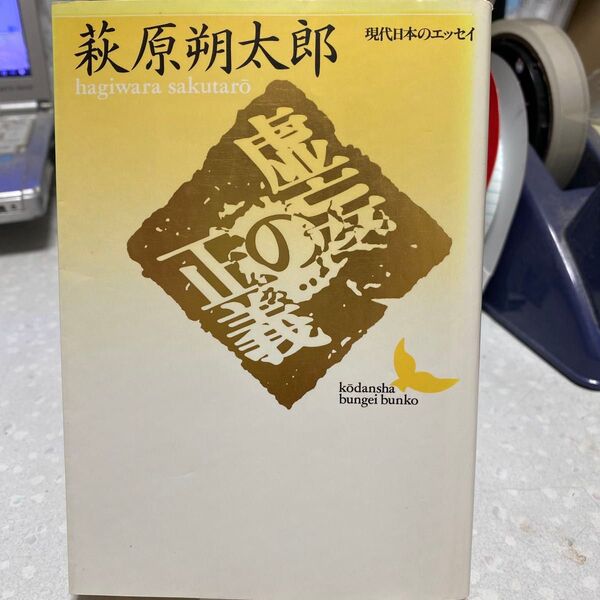 萩原朔太郎
hagiwara sakutarō
現代日本のエッセイ
虚妄の正義
kōdansha
bungei bunko